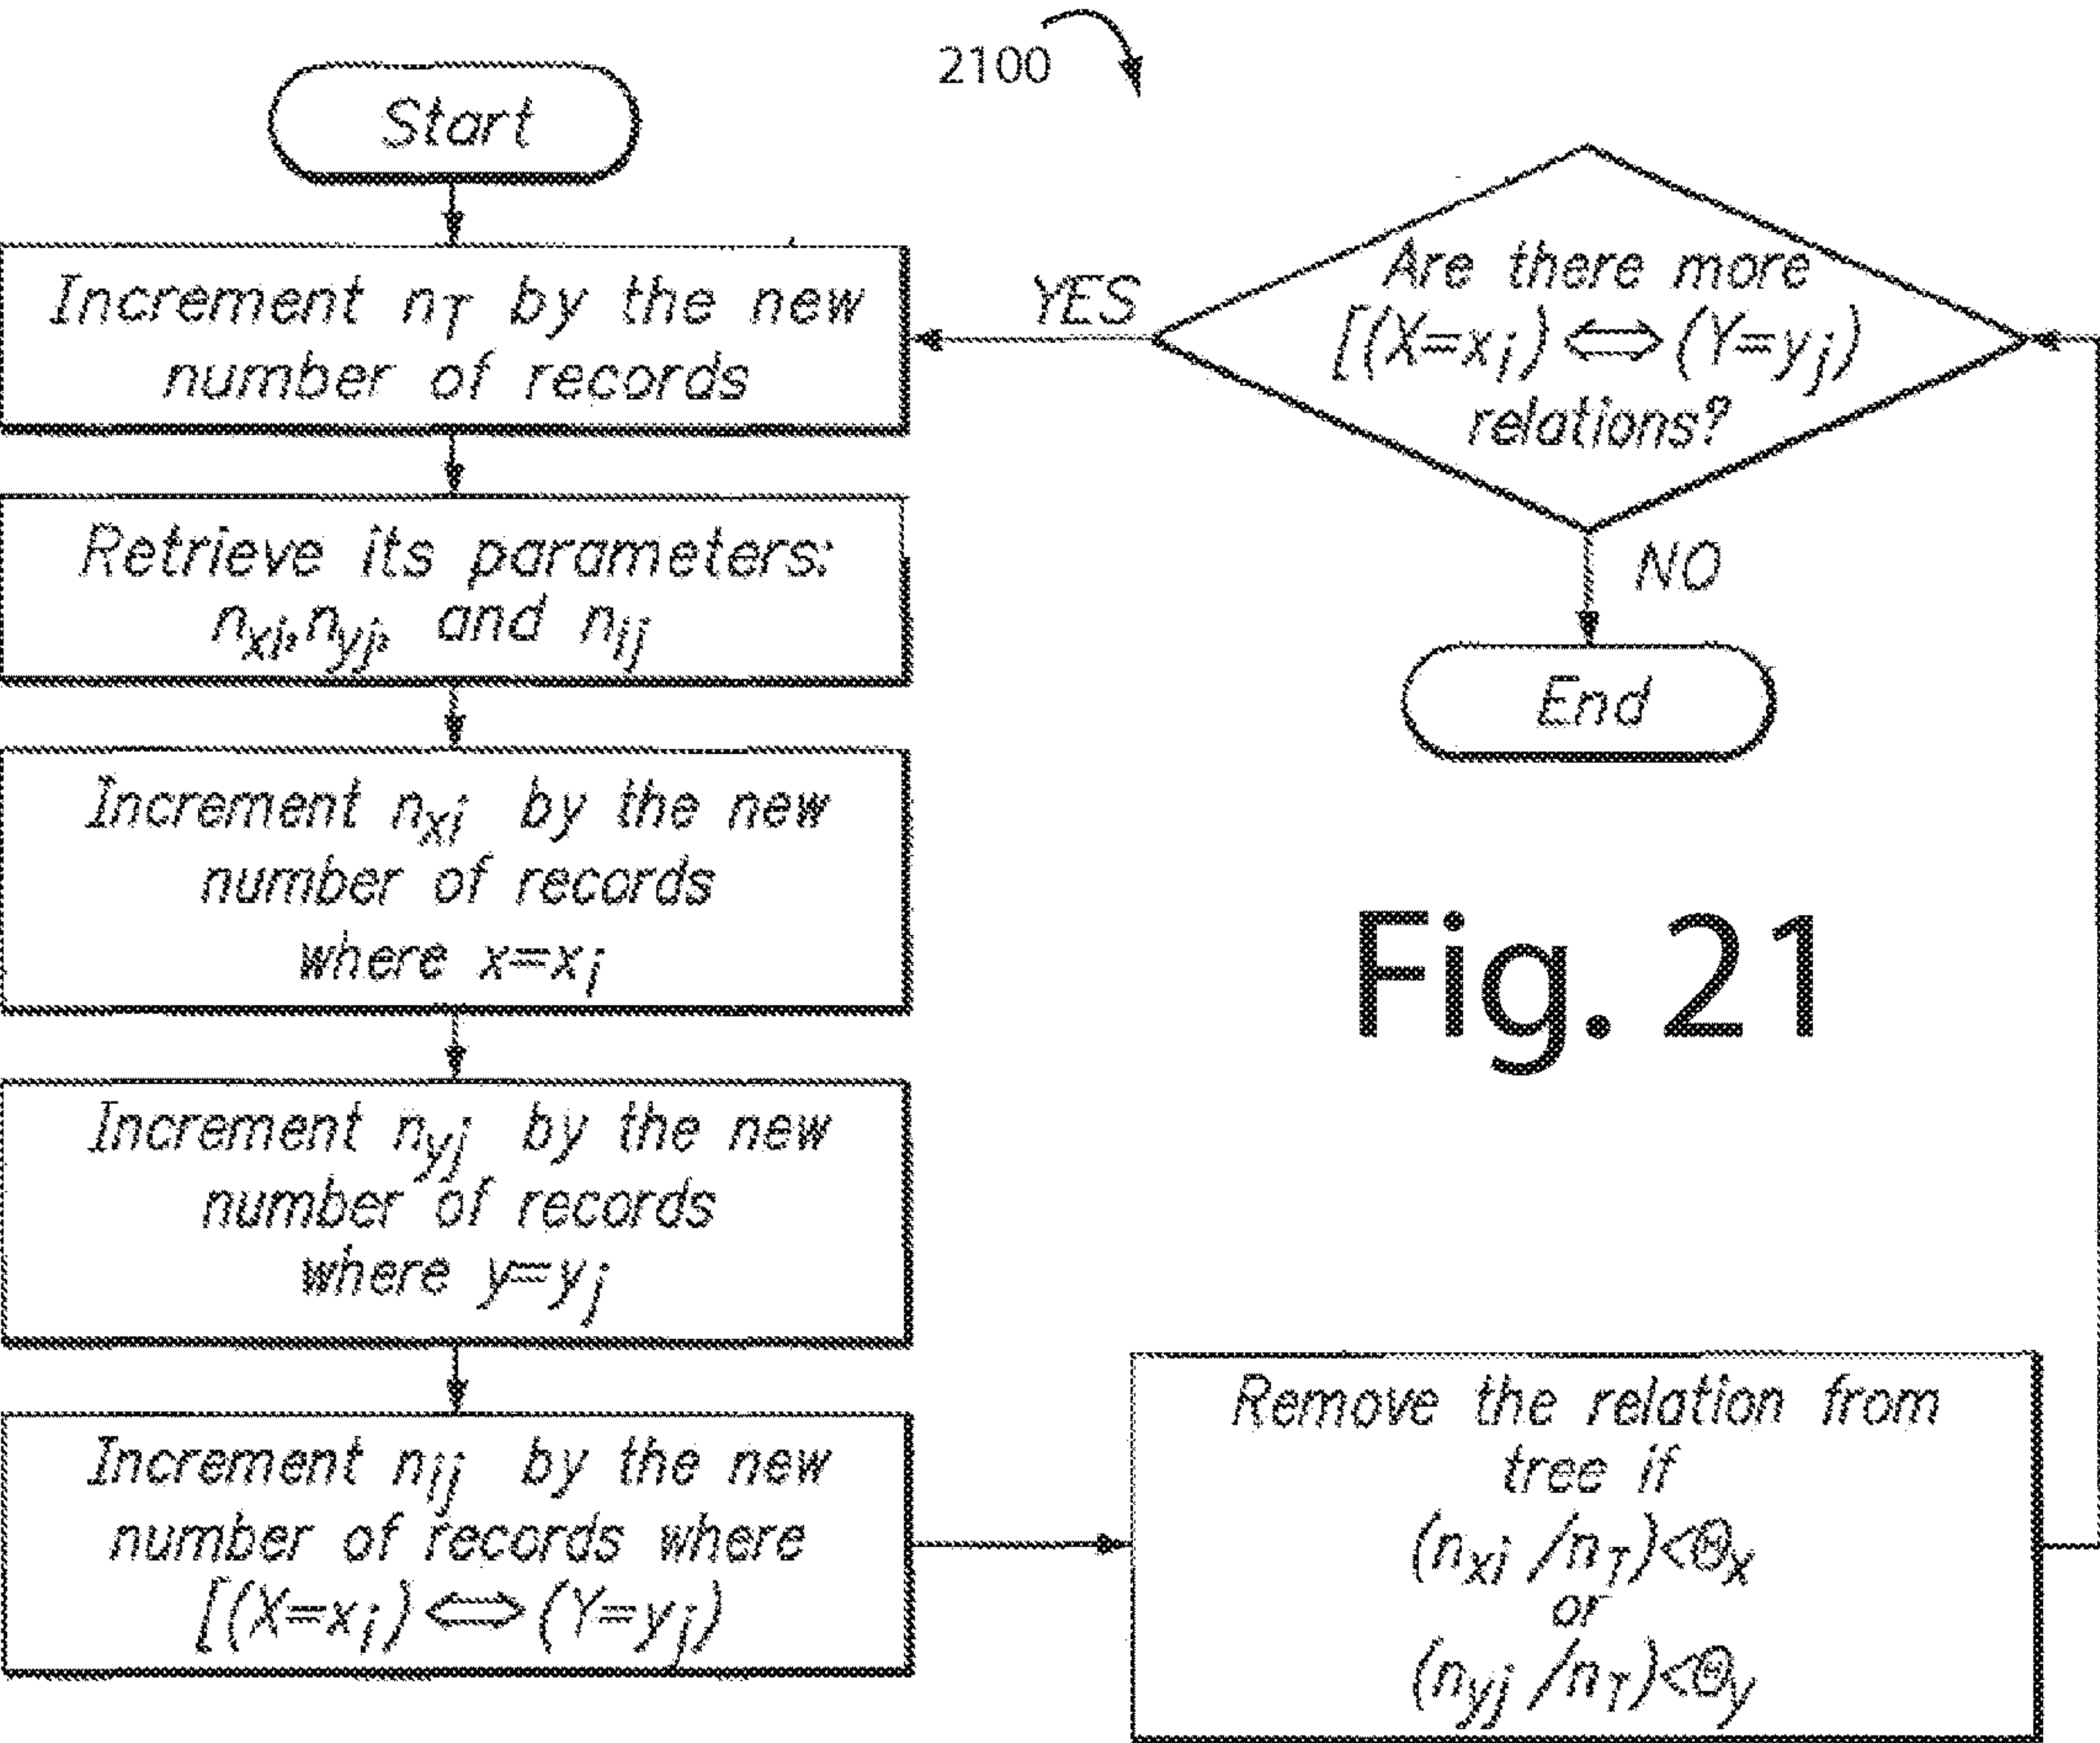 2100
Start
Increment n_T by the new
number of records
Retrieve its parameters:
n_xi, n_yj, and n_ij
Increment n_xi by the new
number of records
where x=x_i
Increment n_yj by the new
number of records
where y=y_j
Increment n_ij by the new
number of records where
[(X=x_i)⇔(Y=y_j)
Remove the relation from
tree if
(n_xi /n_T)<Θ_x
or
(n_yj /n_T)<Θ_y
Are there more
[(X=x_i)⇔(Y=y_j)
relations?
YES
NO
End
Fig. 21